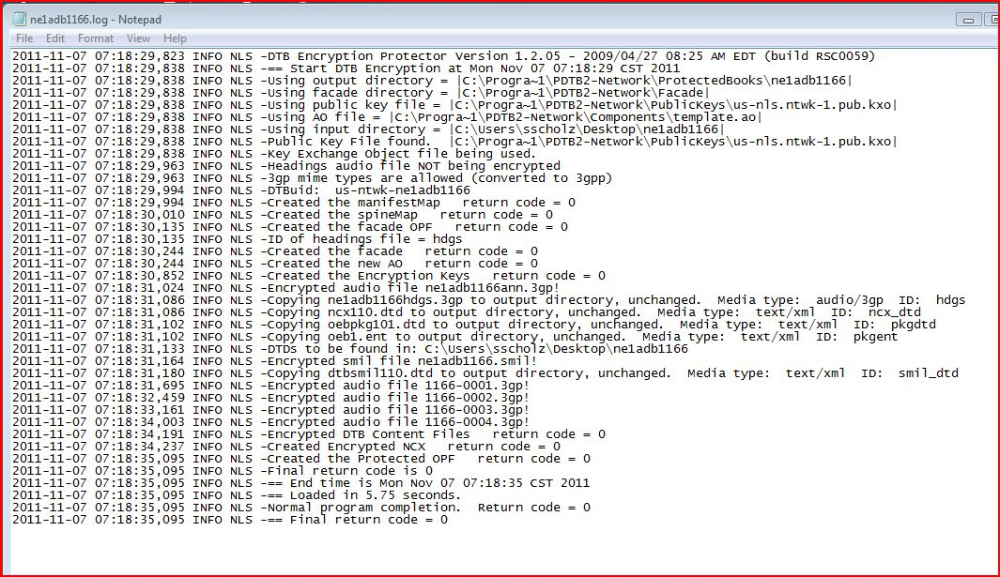 ne1adb1166.log - Notepad
File Edit Format View Help
2011-11-07 07:18:29,823 INFO NLS -DTB Encryption Protector Version 1.2.05 - 2009/04/27 08:25 AM EDT (build RSC0059)
2011-11-07 07:18:29,838 INFO NLS -== Start DTB Encryption at Mon Nov 07 07:18:29 CST 2011
2011-11-07 07:18:29,838 INFO NLS -Using output directory = |C:\Progra~1\PDTB2-Network\ProtectedBooks\ne1adb1166|
2011-11-07 07:18:29,838 INFO NLS -Using facade directory = |C:\Progra~1\PDTB2-Network\Facade|
2011-11-07 07:18:29,838 INFO NLS -Using public key file = |C:\Progra~1\PDTB2-Network\PublicKeys\us-nls.ntwk-1.pub.kxo|
2011-11-07 07:18:29,838 INFO NLS -Using AO file = |C:\Progra~1\PDTB2-Network\Components\template.ao|
2011-11-07 07:18:29,838 INFO NLS -Using input directory = |C:\Users\sscholz\Desktop\ne1adb1166|
2011-11-07 07:18:29,838 INFO NLS -Public Key File found.  |C:\Progra~1\PDTB2-Network\PublicKeys\us-nls.ntwk-1.pub.kxo|
2011-11-07 07:18:29,838 INFO NLS -Key Exchange Object file being used.
2011-11-07 07:18:29,963 INFO NLS -Headings audio file NOT being encrypted
2011-11-07 07:18:29,963 INFO NLS -3gp mime types are allowed (converted to 3gpp)
2011-11-07 07:18:29,994 INFO NLS -DTBuid:  us-ntwk-ne1adb1166
2011-11-07 07:18:29,994 INFO NLS -Created the manifestMap   return code = 0
2011-11-07 07:18:30,010 INFO NLS -Created the spineMap   return code = 0
2011-11-07 07:18:30,135 INFO NLS -Created the facade OPF   return code = 0
2011-11-07 07:18:30,135 INFO NLS -ID of headings file = hdgs
2011-11-07 07:18:30,244 INFO NLS -Created the facade   return code = 0
2011-11-07 07:18:30,244 INFO NLS -Created the new AO   return code = 0
2011-11-07 07:18:30,852 INFO NLS -Created the Encryption Keys   return code = 0
2011-11-07 07:18:31,024 INFO NLS -Encrypted audio file ne1adb1166ann.3gp!
2011-11-07 07:18:31,086 INFO NLS -Copying ne1adb1166hdgs.3gp to output directory, unchanged.  Media type:  audio/3gp  ID:  hdgs
2011-11-07 07:18:31,086 INFO NLS -Copying ncx110.dtd to output directory, unchanged.  Media type:  text/xml  ID:  ncx_dtd
2011-11-07 07:18:31,102 INFO NLS -Copying oebpkg101.dtd to output directory, unchanged.  Media type:  text/xml  ID:  pkgdtd
2011-11-07 07:18:31,102 INFO NLS -Copying oeb1.ent to output directory, unchanged.  Media type:  text/xml  ID:  pkgent
2011-11-07 07:18:31,133 INFO NLS -DTDs to be found in: C:\Users\sscholz\Desktop\ne1adb1166
2011-11-07 07:18:31,164 INFO NLS -Encrypted smil file ne1adb1166.smil!
2011-11-07 07:18:31,180 INFO NLS -Copying dtbsmil110.dtd to output directory, unchanged.  Media type:  text/xml  ID:  smil_dtd
2011-11-07 07:18:31,695 INFO NLS -Encrypted audio file 1166-0001.3gp!
2011-11-07 07:18:32,459 INFO NLS -Encrypted audio file 1166-0002.3gp!
2011-11-07 07:18:33,161 INFO NLS -Encrypted audio file 1166-0003.3gp!
2011-11-07 07:18:34,003 INFO NLS -Encrypted audio file 1166-0004.3gp!
2011-11-07 07:18:34,191 INFO NLS -Encrypted DTB Content Files   return code = 0
2011-11-07 07:18:34,237 INFO NLS -Created Encrypted NCX   return code = 0
2011-11-07 07:18:35,095 INFO NLS -Created the Protected OPF   return code = 0
2011-11-07 07:18:35,095 INFO NLS -Final return code is 0
2011-11-07 07:18:35,095 INFO NLS -== End time is Mon Nov 07 07:18:35 CST 2011
2011-11-07 07:18:35,095 INFO NLS -== Loaded in 5.75 seconds.
2011-11-07 07:18:35,095 INFO NLS -Normal program completion.  Return code = 0
2011-11-07 07:18:35,095 INFO NLS -== Final return code = 0